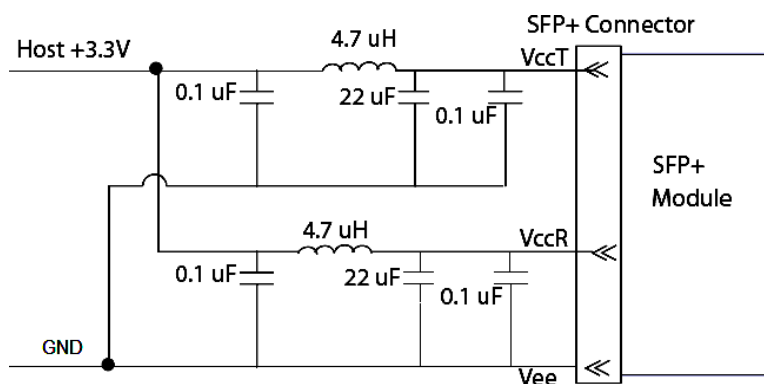 SFP+ Connector
Host +3.3V
4.7 uH
VccT
0.1 uF
22 uF
0.1 uF
SFP+
Module
4.7 uH
VccR
0.1 uF
22 uF
0.1 uF
GND
Vee